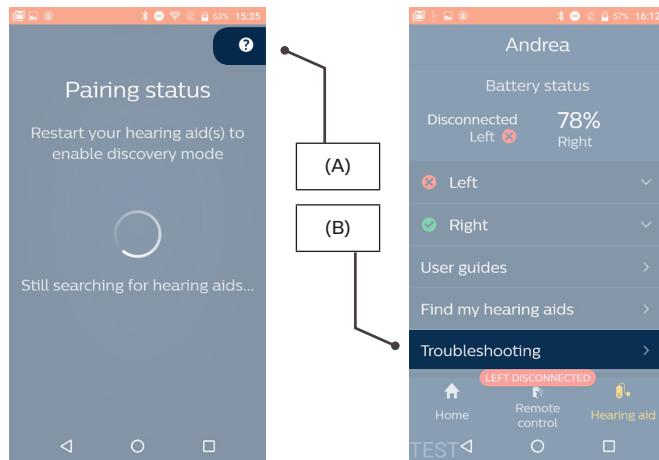 63% 15:35
?
Pairing status
Restart your hearing aid(s) to
enable discovery mode
Still searching for hearing aids...
(A)
(B)
57% 16:12
Andrea
Battery status
Disconnected
Left
78%
Right
Left
Right
User guides
Find my hearing aids
Troubleshooting
LEFT DISCONNECTED
Home
Remote
control
Hearing aid
TEST